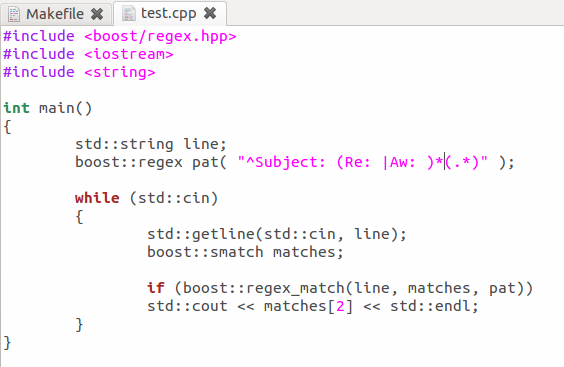 Makefile test.cpp
#include <boost/regex.hpp>
#include <iostream>
#include <string>

int main()
{
        std::string line;
        boost::regex pat( "^Subject: (Re: |Aw: )*(.*)" );

        while (std::cin)
        {
                std::getline(std::cin, line);
                boost::smatch matches;

                if (boost::regex_match(line, matches, pat))
                std::cout << matches[2] << std::endl;
        }
}